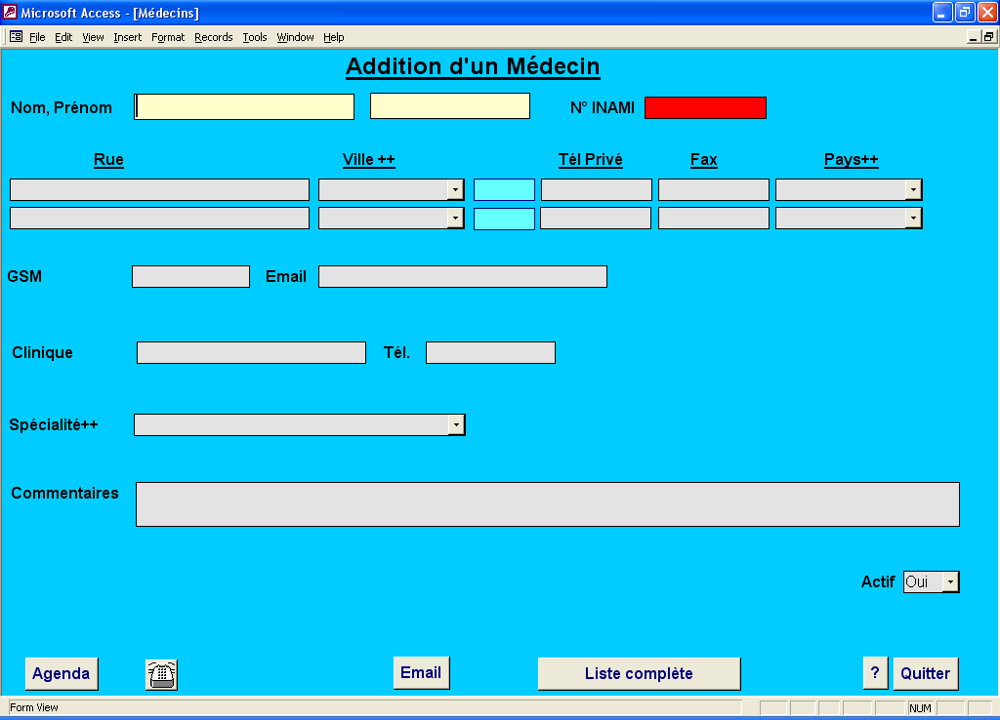 Microsoft Access - [Médecins]
File Edit View Insert Format Records Tools Window Help
Addition d'un Médecin
Nom, Prénom N° INAMI
Rue Ville ++ Tél Privé Fax Pays++
GSM Email
Clinique Tél.
Spécialité++
Commentaires
Actif Oui
Agenda Email Liste complète ? Quitter
Form View NUM